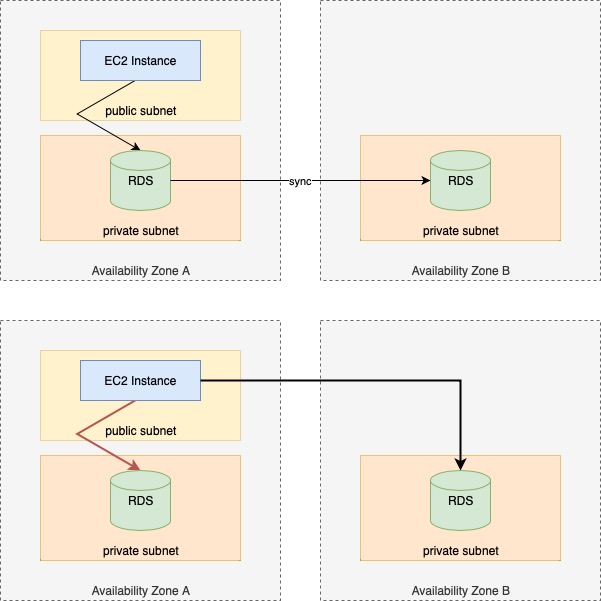 EC2 Instance
public subnet
RDS
sync
RDS
private subnet
private subnet
Availability Zone A
Availability Zone B
EC2 Instance
public subnet
RDS
RDS
private subnet
private subnet
Availability Zone A
Availability Zone B